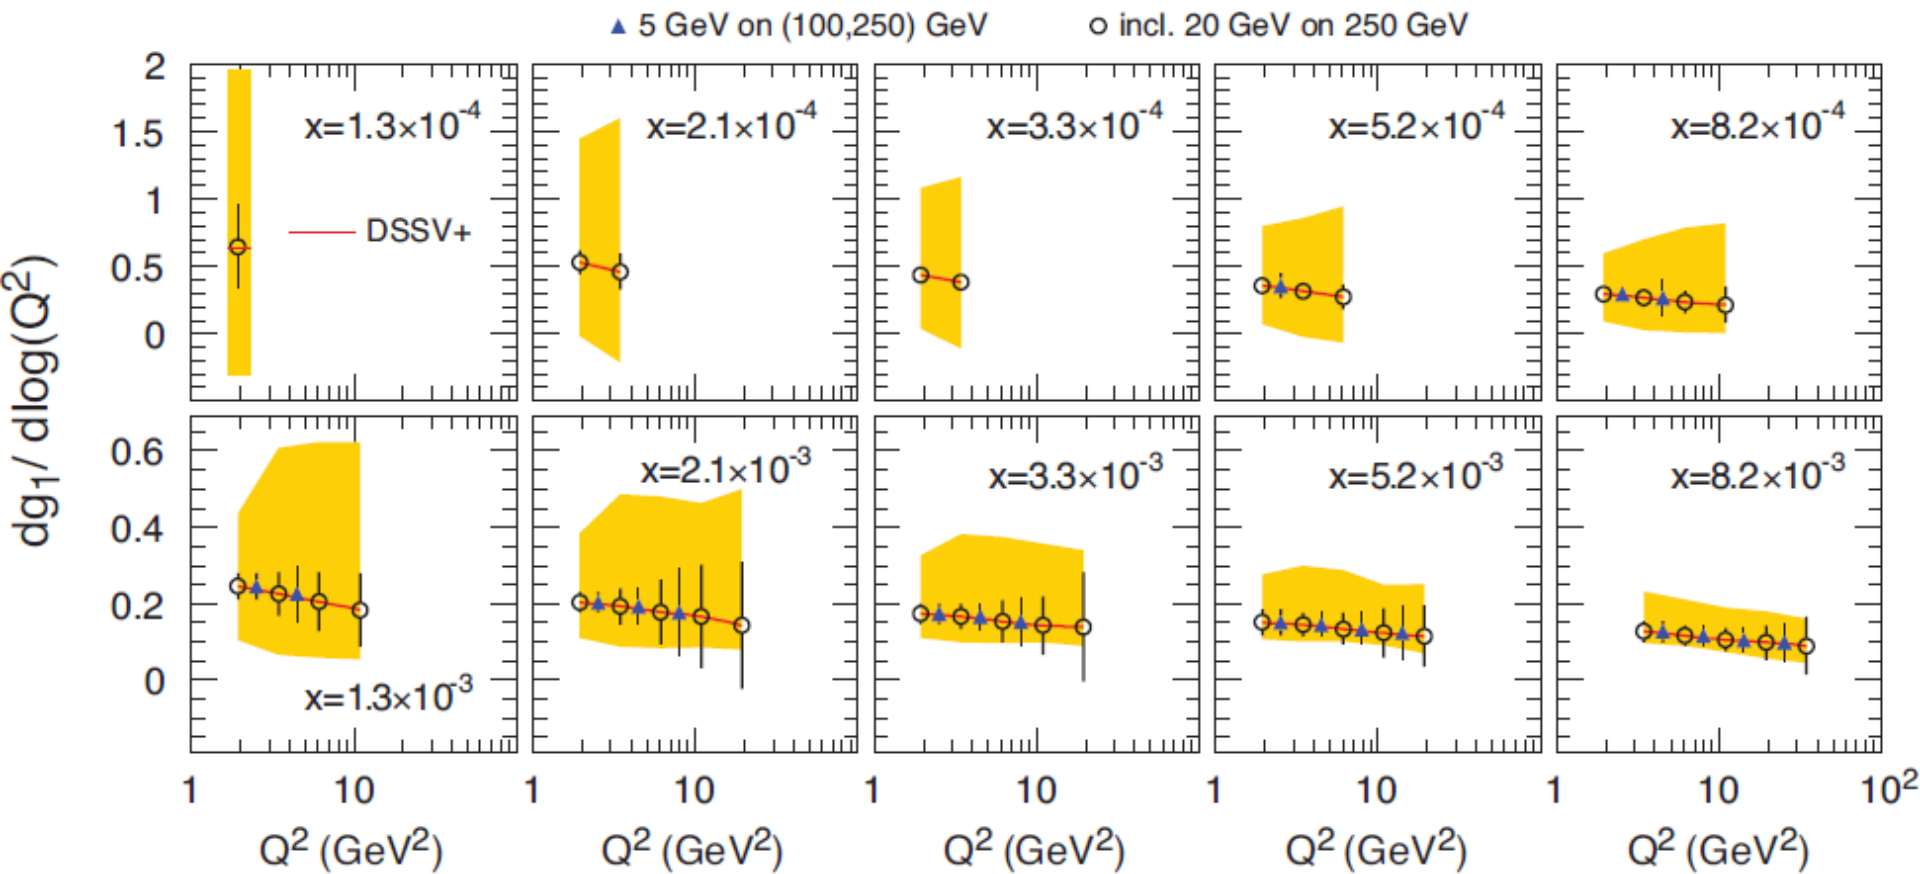 5 GeV on (100,250) GeV
incl. 20 GeV on 250 GeV
dg₁/ dlog(Q²)
2
1.5
1
0.5
0
x=1.3×10⁻⁴
DSSV+
x=2.1×10⁻⁴
x=3.3×10⁻⁴
x=5.2×10⁻⁴
x=8.2×10⁻⁴
0.6
0.4
0.2
0
x=1.3×10⁻³
x=2.1×10⁻³
x=3.3×10⁻³
x=5.2×10⁻³
x=8.2×10⁻³
1 10 1 10 1 10 1 10 1 10 10²
Q² (GeV²) Q² (GeV²) Q² (GeV²) Q² (GeV²) Q² (GeV²)